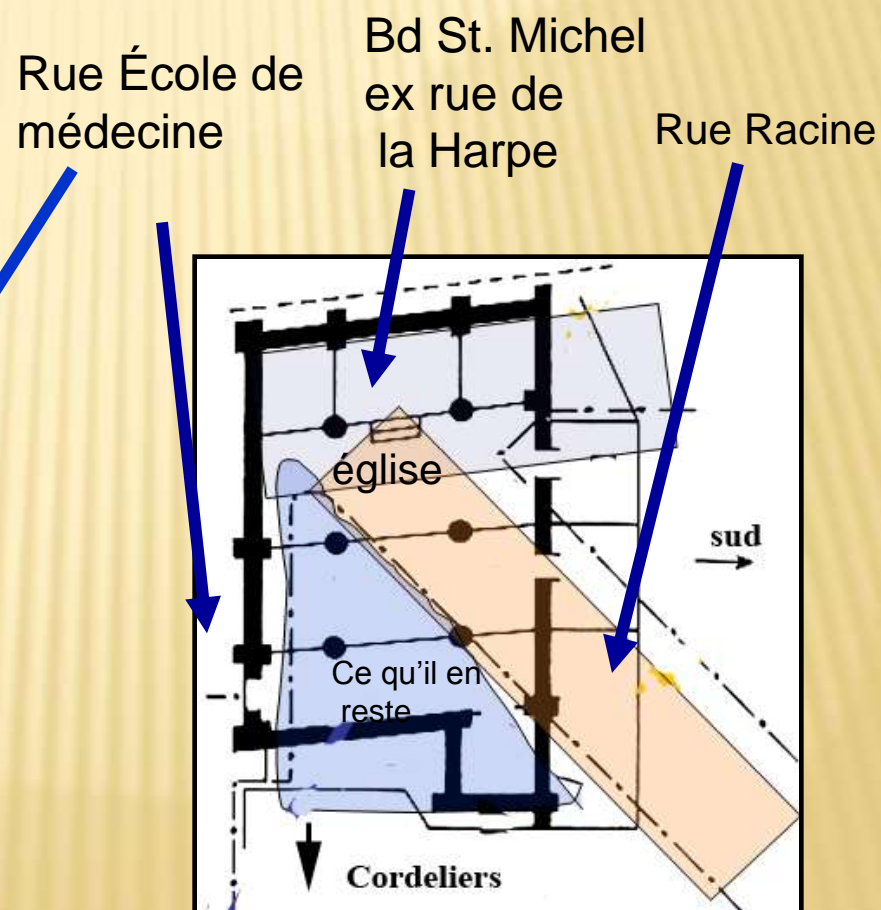 Rue École de
médecine
Bd St. Michel
ex rue de
la Harpe
Rue Racine
église
sud
Ce qu'il en
reste
Cordeliers